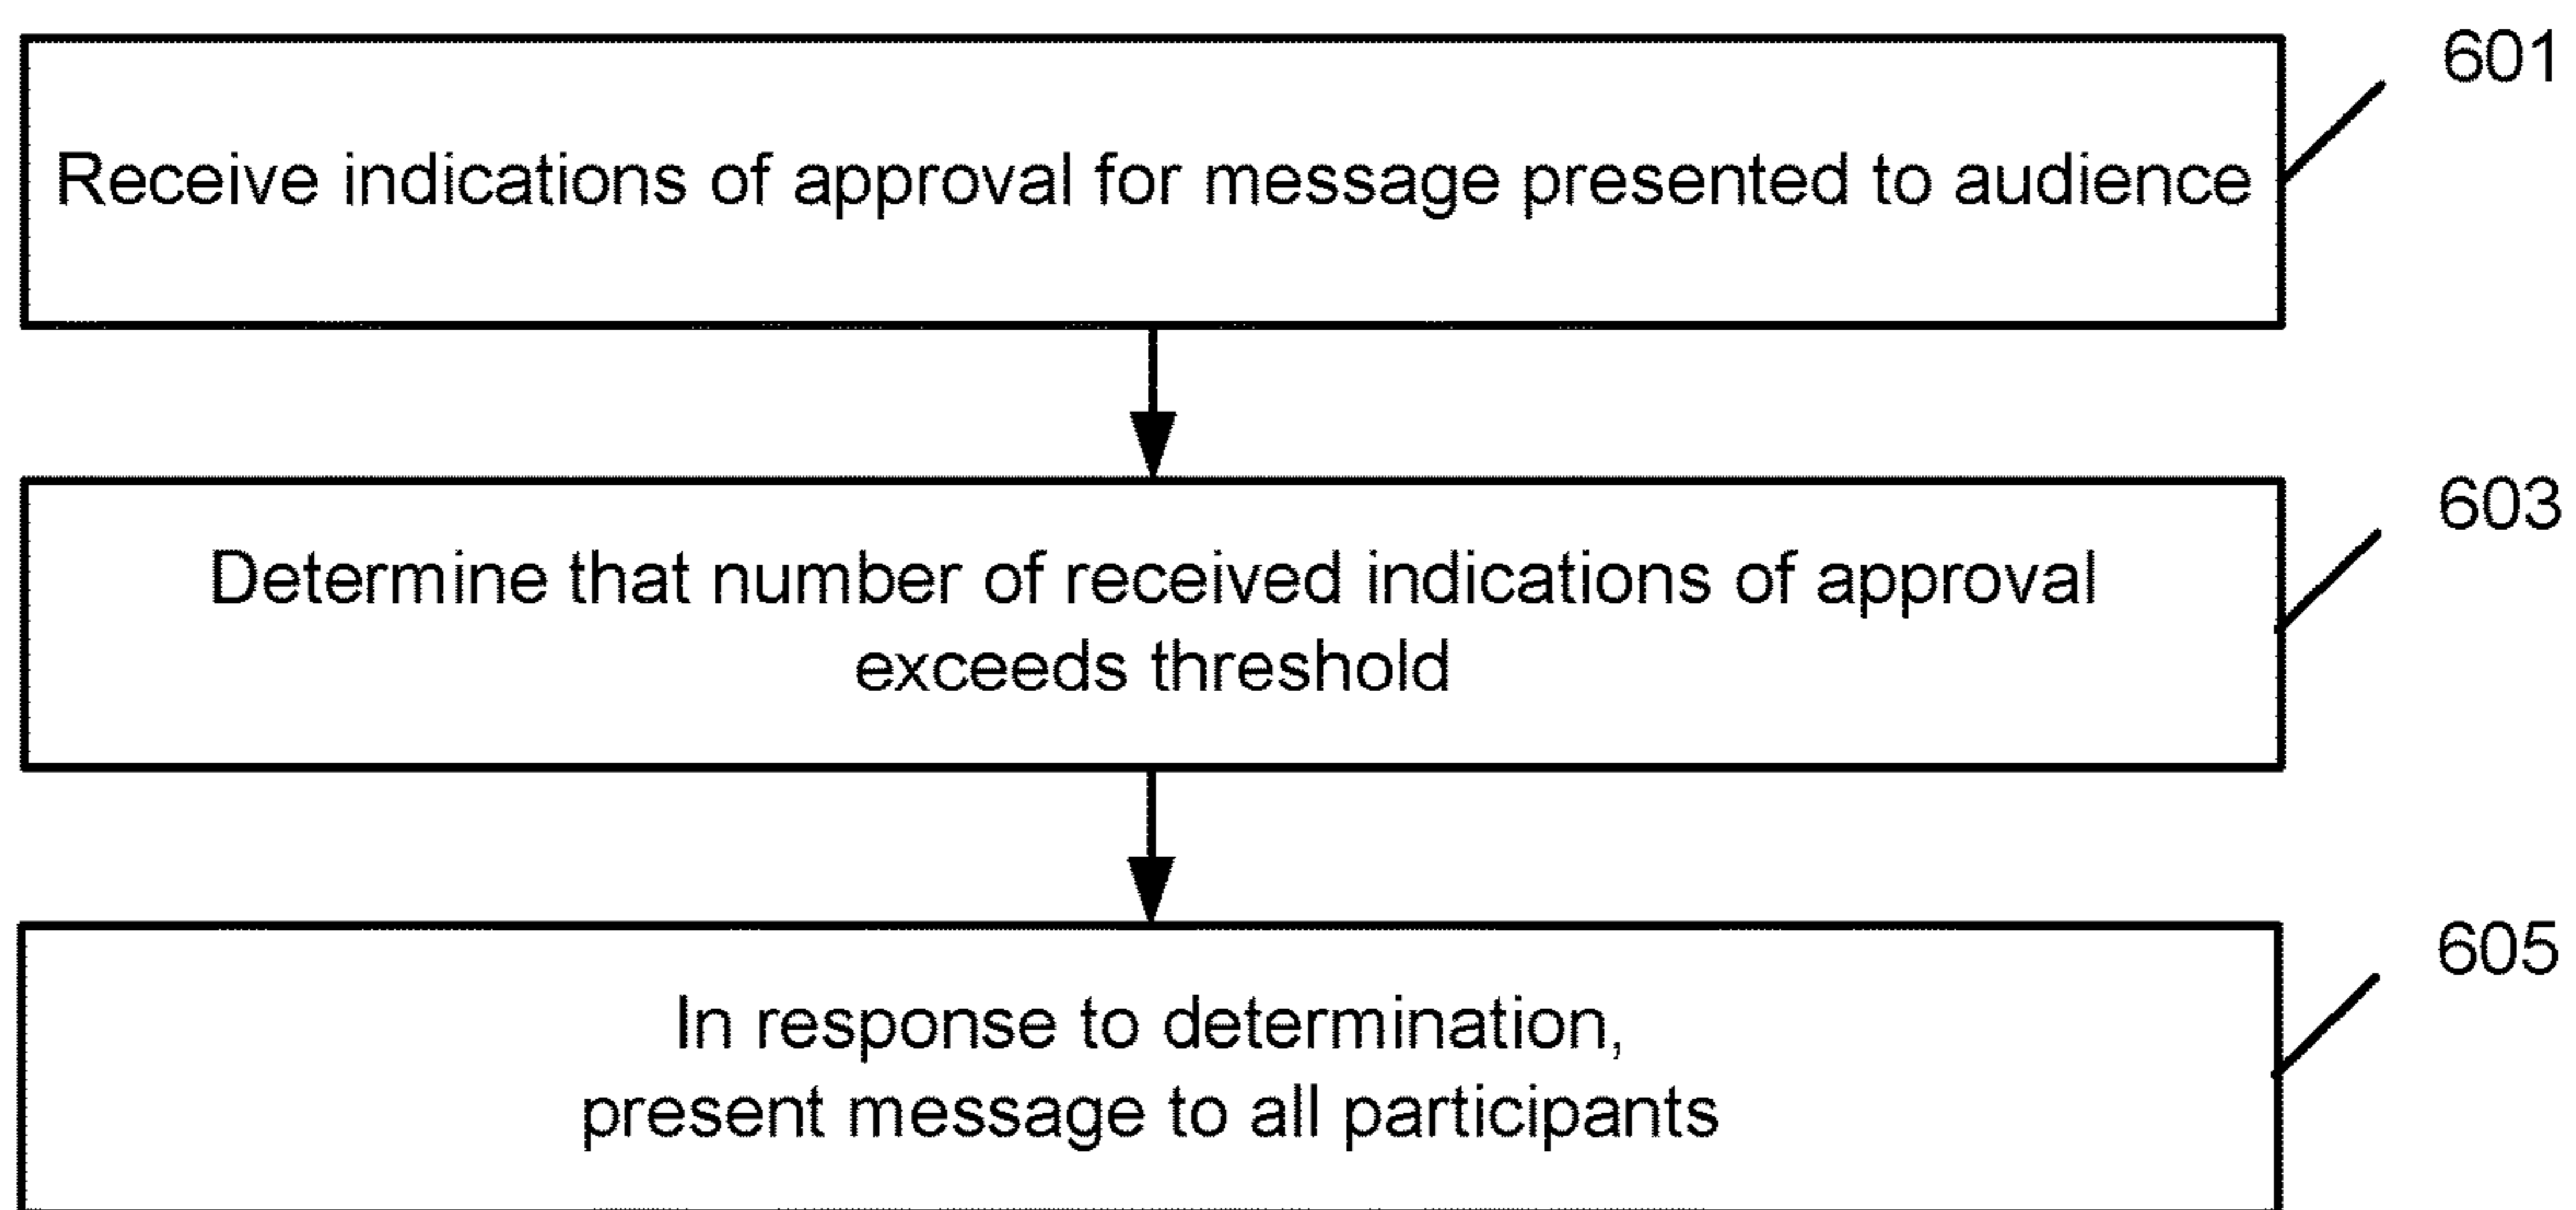 601
Receive indications of approval for message presented to audience
603
Determine that number of received indications of approval
exceeds threshold
605
In response to determination,
present message to all participants